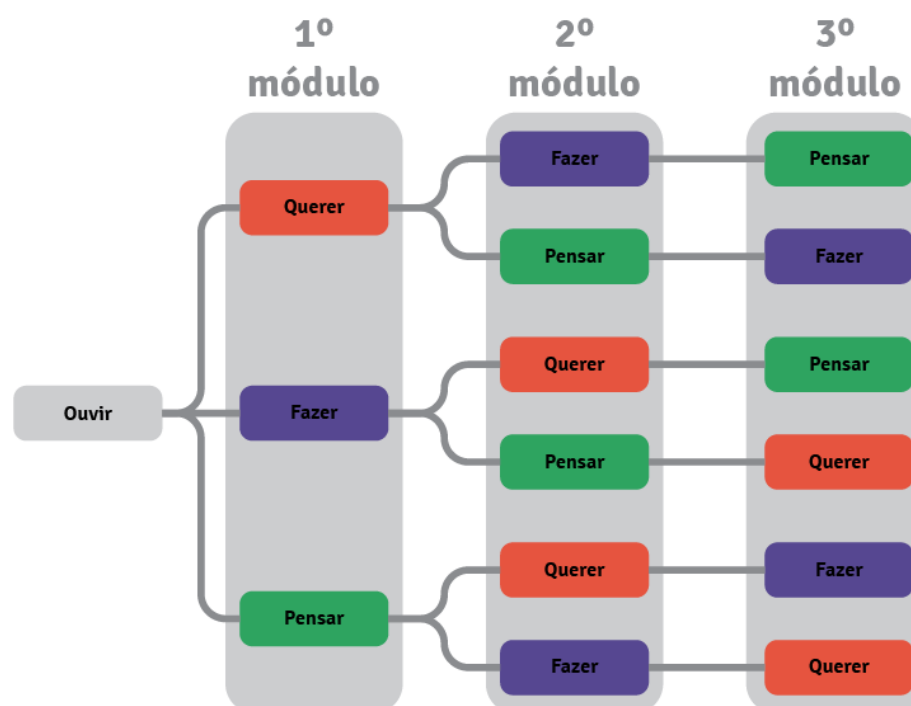 1º módulo
2º módulo
3º módulo
Fazer
Pensar
Querer
Pensar
Fazer
Querer
Pensar
Ouvir
Fazer
Pensar
Querer
Querer
Fazer
Pensar
Fazer
Querer